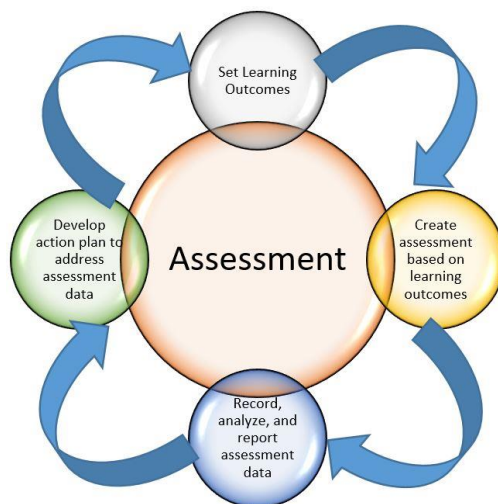 Set Learning
Outcomes
Create
assessment
based on
learning
outcomes
Assessment
Develop
action plan to
address
assessment
data
Record,
analyze, and
report
assessment
data